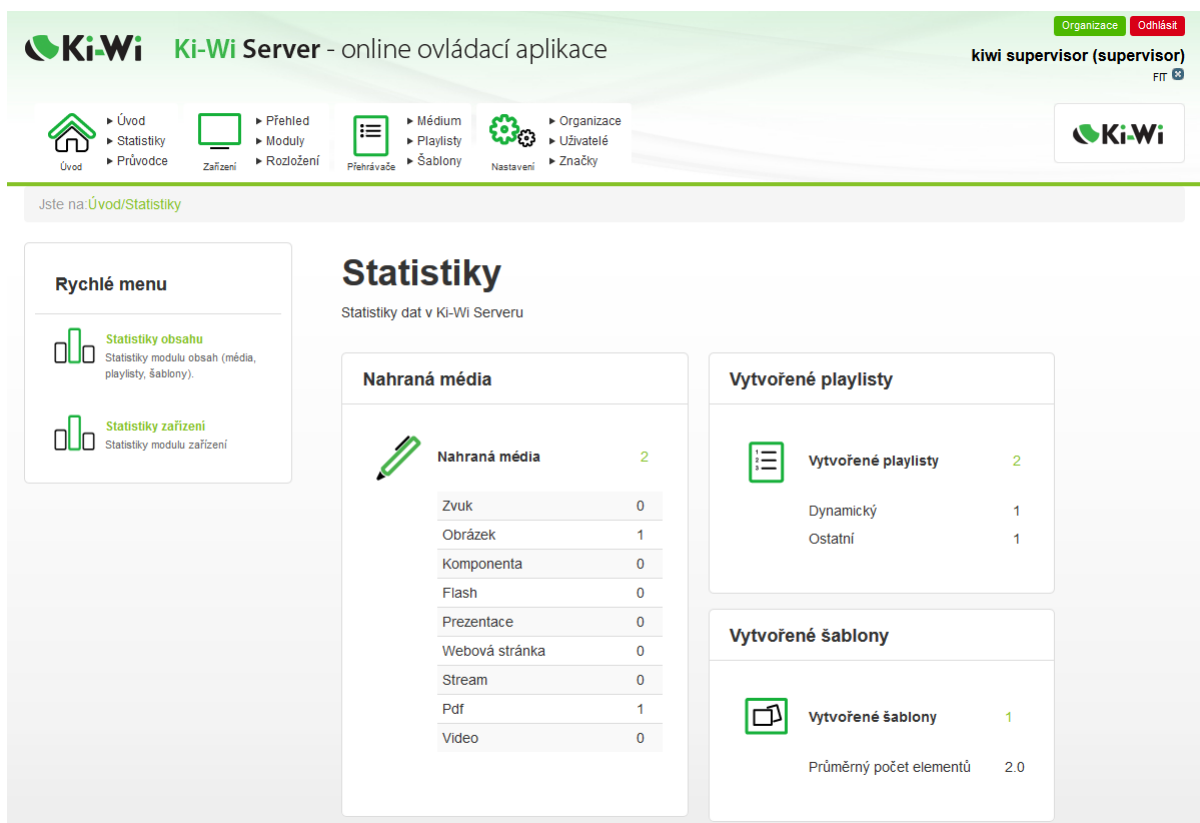 Organizace Odhlásit
Ki-Wi Ki-Wi Server - online ovládací aplikace
kiwi supervisor (supervisor)
FIT
Úvod
Statistiky
Průvodce
Úvod
Přehled
Moduly
Rozložení
Zařízení
Médium
Playlisty
Šablony
Přehrávače
Organizace
Uživatelé
Značky
Nastavení
Ki-Wi
Jste na:Úvod/Statistiky
Rychlé menu
Statistiky obsahu
Statistiky modulu obsah (média,
playlisty, šablony).
Statistiky zařízení
Statistiky modulu zařízení
Statistiky
Statistiky dat v Ki-Wi Serveru
Nahraná média
Nahraná média 2
Zvuk 0
Obrázek 1
Komponenta 0
Flash 0
Prezentace 0
Webová stránka 0
Stream 0
Pdf 1
Video 0
Vytvořené playlisty
1
2
3
Vytvořené playlisty 2
Dynamický 1
Ostatní 1
Vytvořené šablony
Vytvořené šablony 1
Průměrný počet elementů 2.0